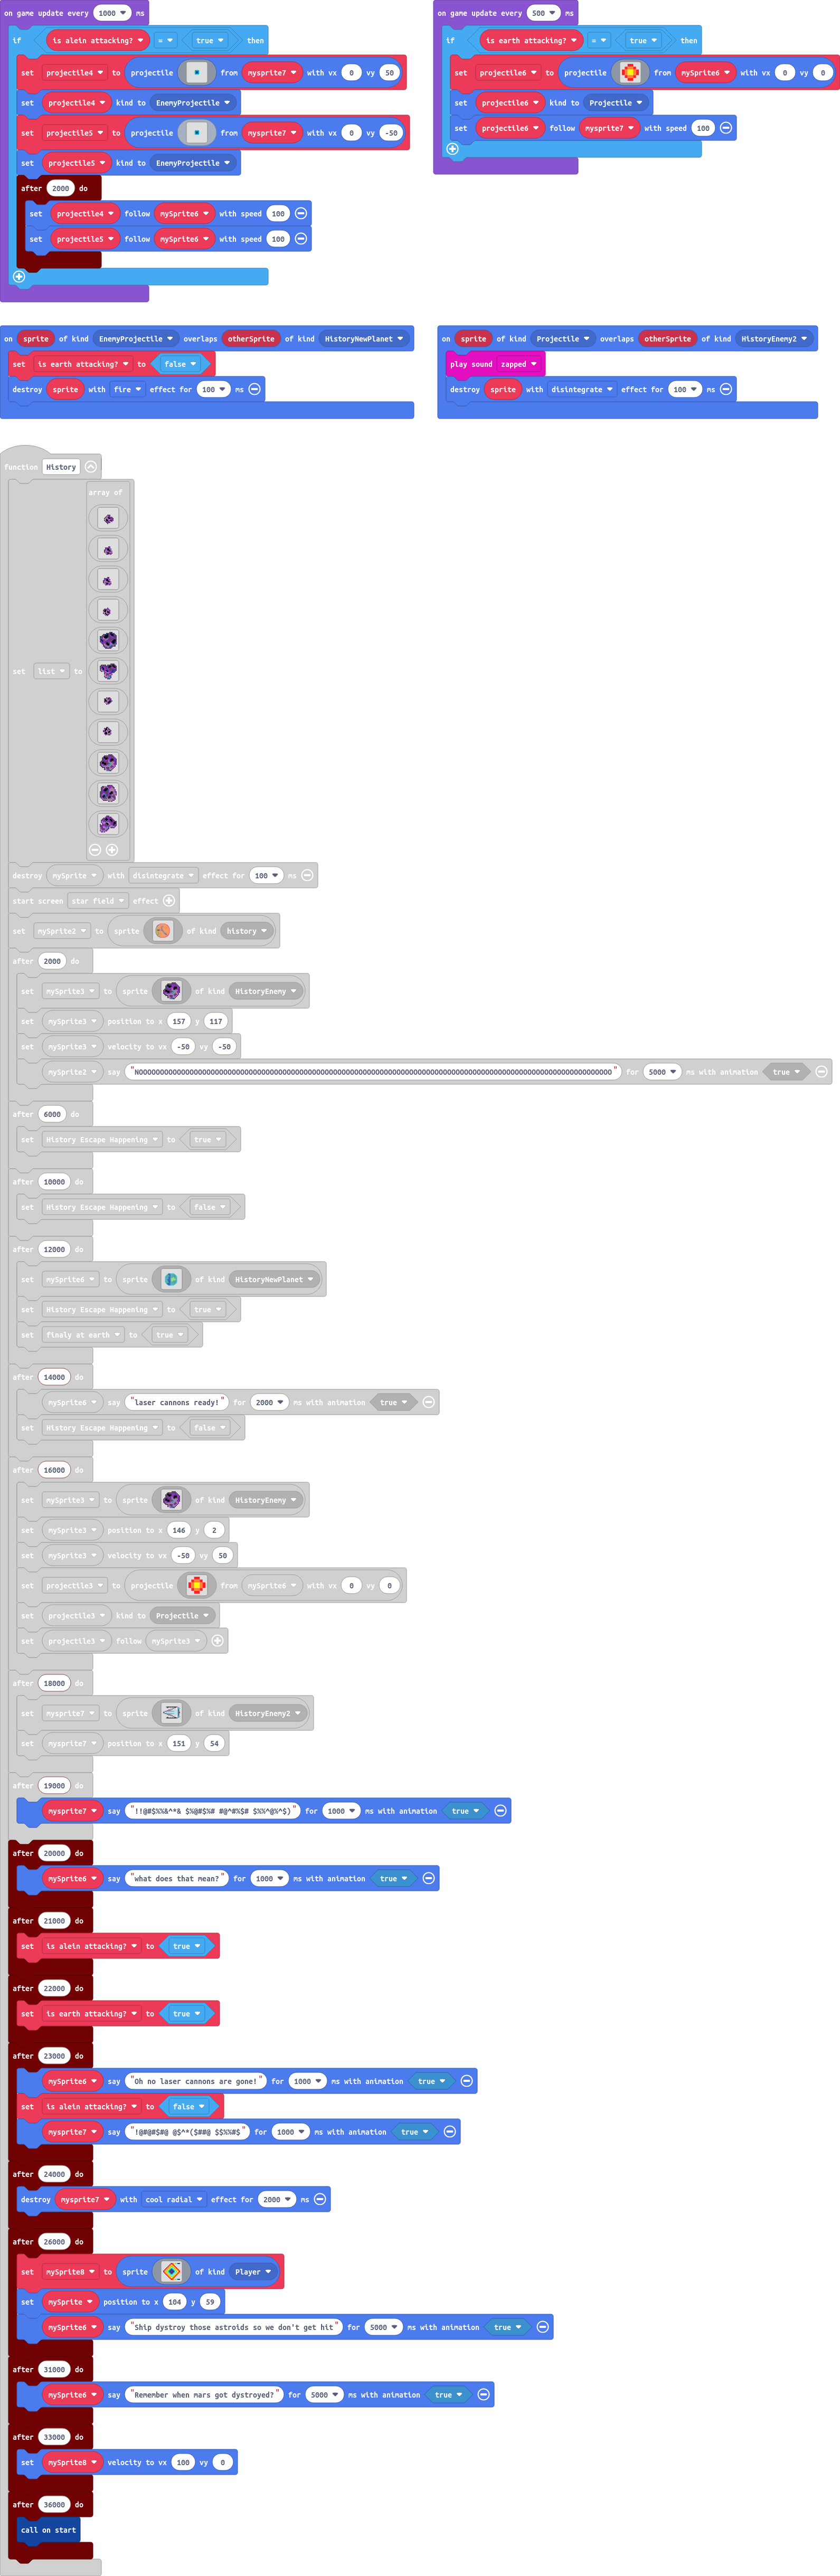 on game update every 1000 ms
if is alein attacking? = true then
set projectile4 to projectile from mysprite7 with vx 0 vy 50
set projectile4 kind to EnemyProjectile
set projectile5 to projectile from mysprite7 with vx 0 vy -50
set projectile5 kind to EnemyProjectile
after 2000 do
set projectile4 follow mySprite6 with speed 100
set projectile5 follow mySprite6 with speed 100
on game update every 500 ms
if is earth attacking? = true then
set projectile6 to projectile from mySprite6 with vx 0 vy 0
set projectile6 kind to Projectile
set projectile6 follow mysprite7 with speed 100
on sprite of kind EnemyProjectile overlaps otherSprite of kind HistoryNewPlanet
set is earth attacking? to false
destroy sprite with fire effect for 100 ms
on sprite of kind Projectile overlaps otherSprite of kind HistoryEnemy2
play sound zapped
destroy sprite with disintegrate effect for 100 ms
function History
array of
set list to
destroy mySprite with disintegrate effect for 100 ms
start screen star field effect
set mySprite2 to sprite of kind history
after 2000 do
set mySprite3 to sprite of kind HistoryEnemy
set mySprite3 position to x 157 y 117
set mySprite3 velocity to vx -50 vy -50
mySprite2 say "NOOOOOOOOOOOOOOOOOOOOOOOOOOOOOOOOOOOOOOOOOOOOOOOOOOOOOOOOOOOOOOOOOOOOOOOOOOOOOOOOOOOOOOOOOOOOOOOOOOOOOOOOOOOOOOOOO" for 5000 ms with animation true
after 6000 do
set History Escape Happening to true
after 10000 do
set History Escape Happening to false
after 12000 do
set mySprite6 to sprite of kind HistoryNewPlanet
set History Escape Happening to true
set finaly at earth to true
after 14000 do
mySprite6 say "laser cannons ready!" for 2000 ms with animation true
set History Escape Happening to false
after 16000 do
set mySprite3 to sprite of kind HistoryEnemy
set mySprite3 position to x 146 y 2
set mySprite3 velocity to vx -50 vy 50
set projectile3 to projectile from mySprite6 with vx 0 vy 0
set projectile3 kind to Projectile
set projectile3 follow mySprite3
after 18000 do
set mysprite7 to sprite of kind HistoryEnemy2
set mysprite7 position to x 151 y 54
after 19000 do
mysprite7 say "!!@#$%%&^*& $%@#$%# #@^#%$# $%%^@%^$)" for 1000 ms with animation true
after 20000 do
mySprite6 say "what does that mean?" for 1000 ms with animation true
after 21000 do
set is alein attacking? to true
after 22000 do
set is earth attacking? to true
after 23000 do
mySprite6 say "Oh no laser cannons are gone!" for 1000 ms with animation true
set is alein attacking? to false
mysprite7 say "!@#@#$#@ @$^*($##@ $$%%#$" for 1000 ms with animation true
after 24000 do
destroy mysprite7 with cool radial effect for 2000 ms
after 26000 do
set mySprite8 to sprite of kind Player
set mySprite position to x 104 y 59
mySprite6 say "Ship dystroy those astroids so we don't get hit" for 5000 ms with animation true
after 31000 do
mySprite6 say "Remember when mars got dystroyed?" for 5000 ms with animation true
after 33000 do
set mySprite8 velocity to vx 100 vy 0
after 36000 do
call on start